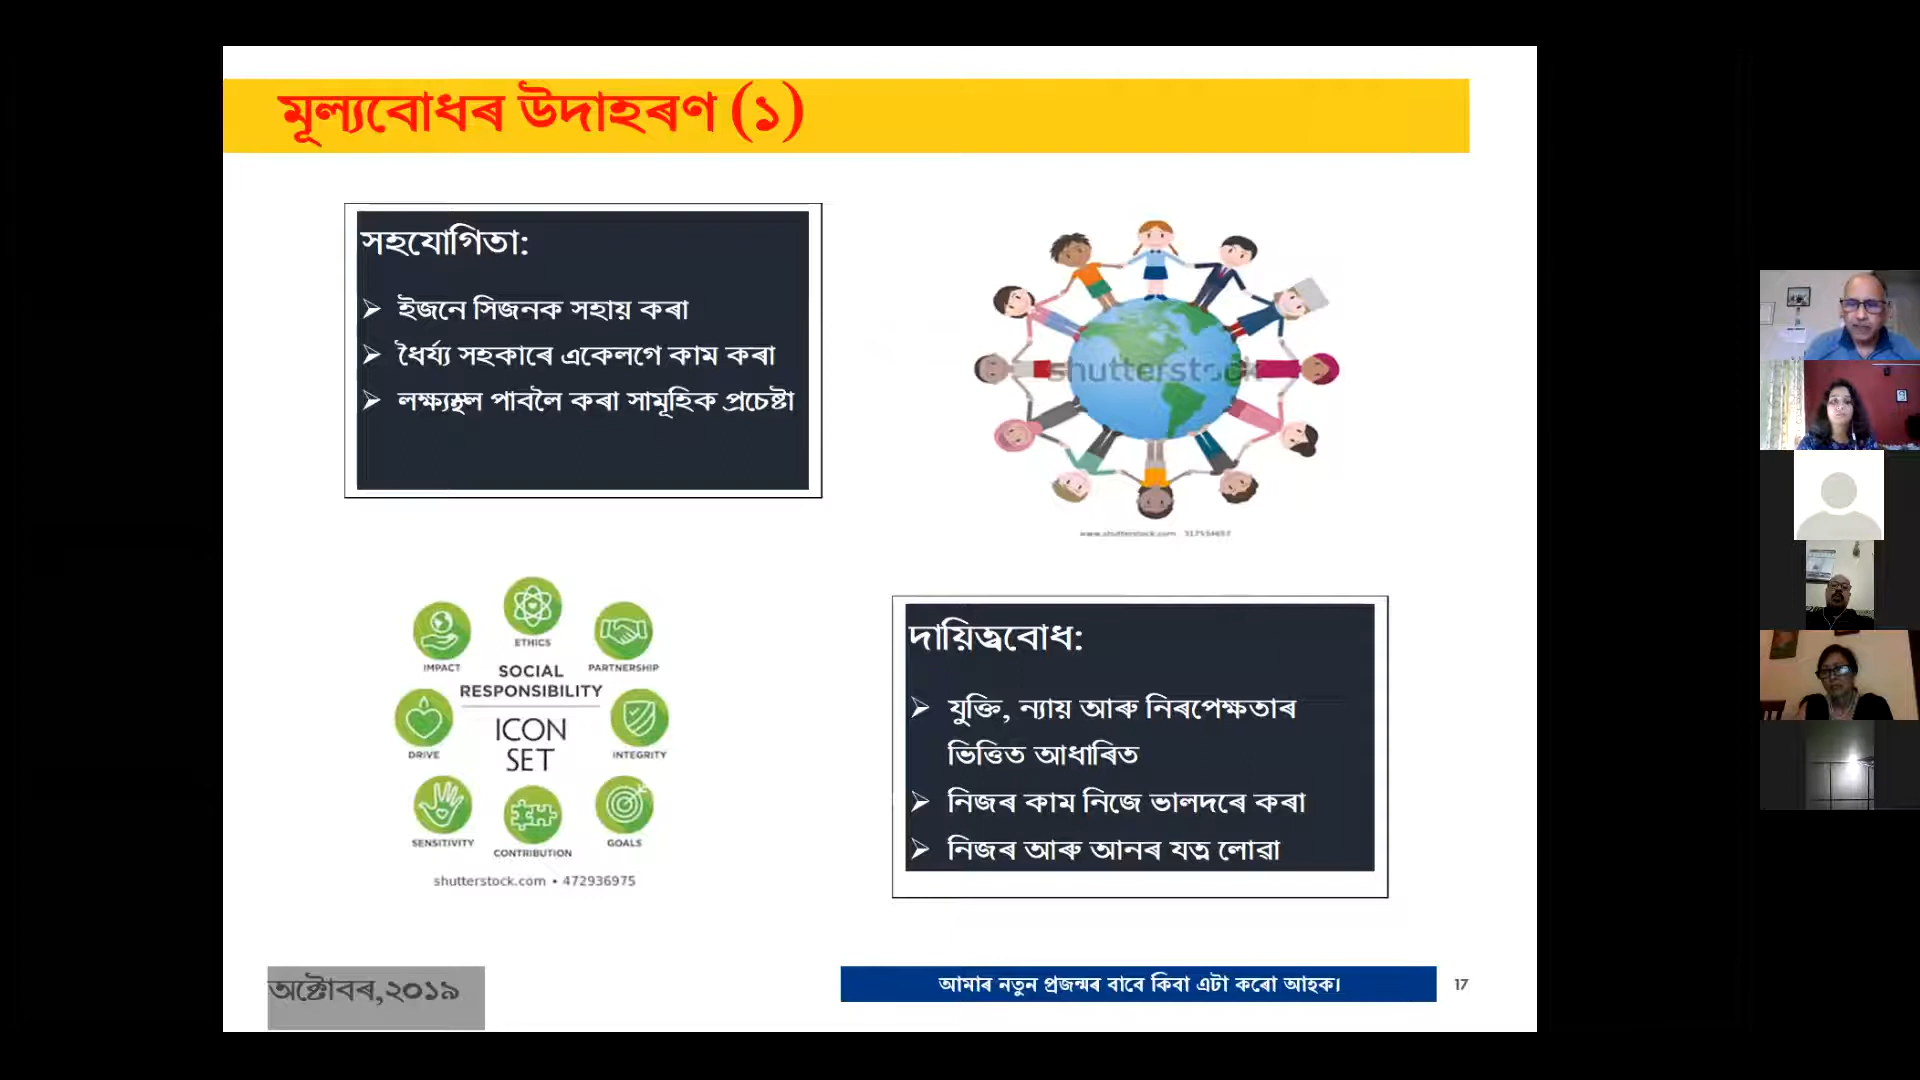 মূল্যবোধৰ উদাহৰণ (১)
সহযোগিতা:
ইজনে সিজনক সহায় কৰা
ধৈৰ্য্য সহকাৰে একেলগে কাম কৰা
লক্ষ্যস্থল পাবলৈ কৰা সামূহিক প্ৰচেষ্টা
shutterstock
www.shutterstock.com
ETHICS
IMPACT
PARTNERSHIP
SOCIAL
RESPONSIBILITY
ICON
SET
DRIVE
INTEGRITY
SENSITIVITY
CONTRIBUTION
GOALS
shutterstock.com • 472936975
দায়িত্ববোধ:
যুক্তি, ন্যায় আৰু নিৰপেক্ষতাৰ
ভিত্তিত আধাৰিত
নিজৰ কাম নিজে ভালদৰে কৰা
নিজৰ আৰু আনৰ যত্ন লোৱা
অক্টোবৰ,২০১৯
আমাৰ নতুন প্ৰজন্মৰ বাবে কিবা এটা কৰো আহক।
17